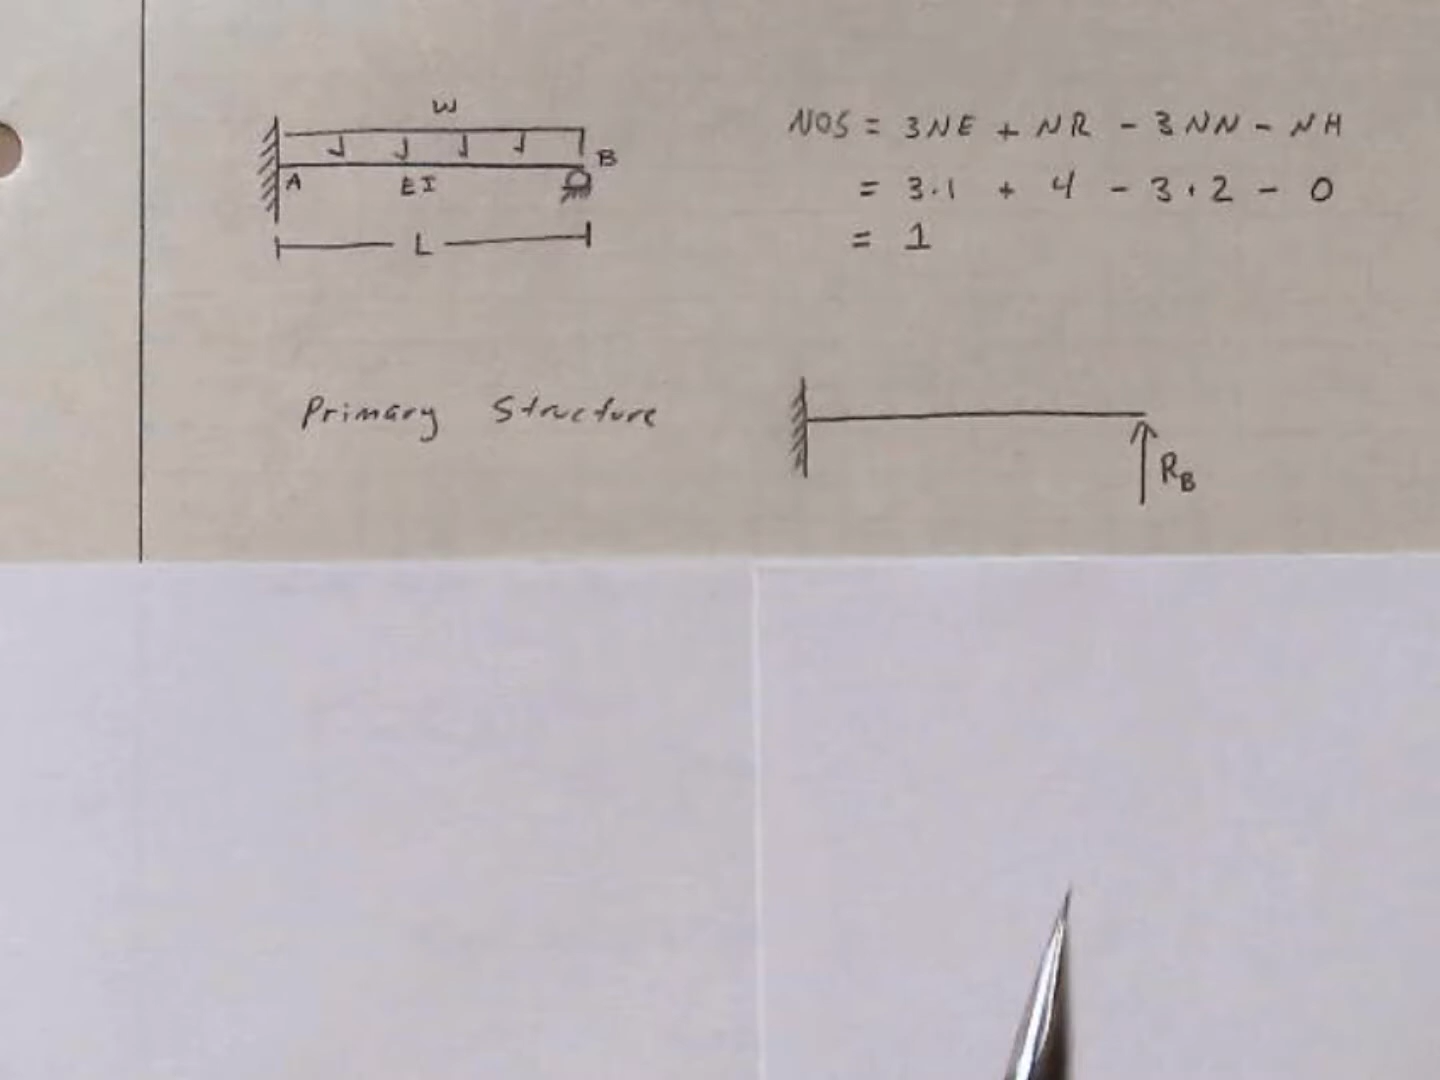 w
A
EI
B
L
NOS = 3NE + NR - 3NN - NH
= 3·1 + 4 - 3·2 - 0
= 1
Primary Structure
R_B